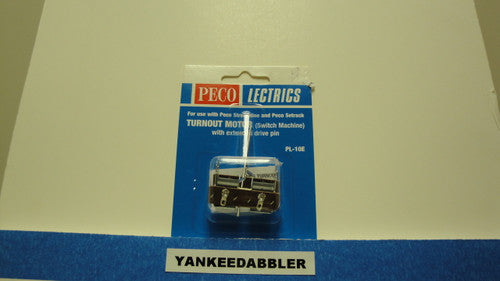 PECO LECTRICS
For use with Peco Streamline and Peco Setrack
TURNOUT MOTOR (Switch Machine)
with extended drive pin
PL-10E
TURNOUT
YANKEEDABBLER